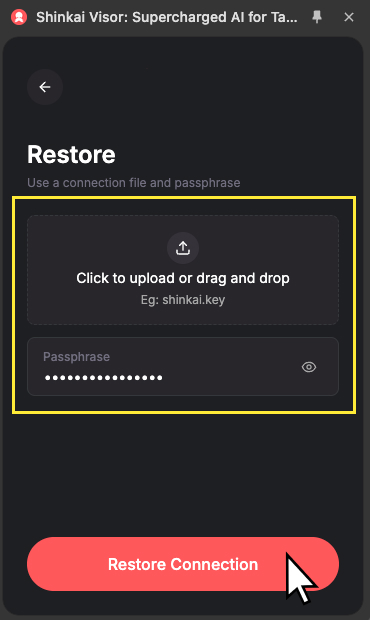 Shinkai Visor: Supercharged AI for Ta...
Restore
Use a connection file and passphrase
Click to upload or drag and drop
Eg: shinkai.key
Passphrase
••••••••••••••••
Restore Connection